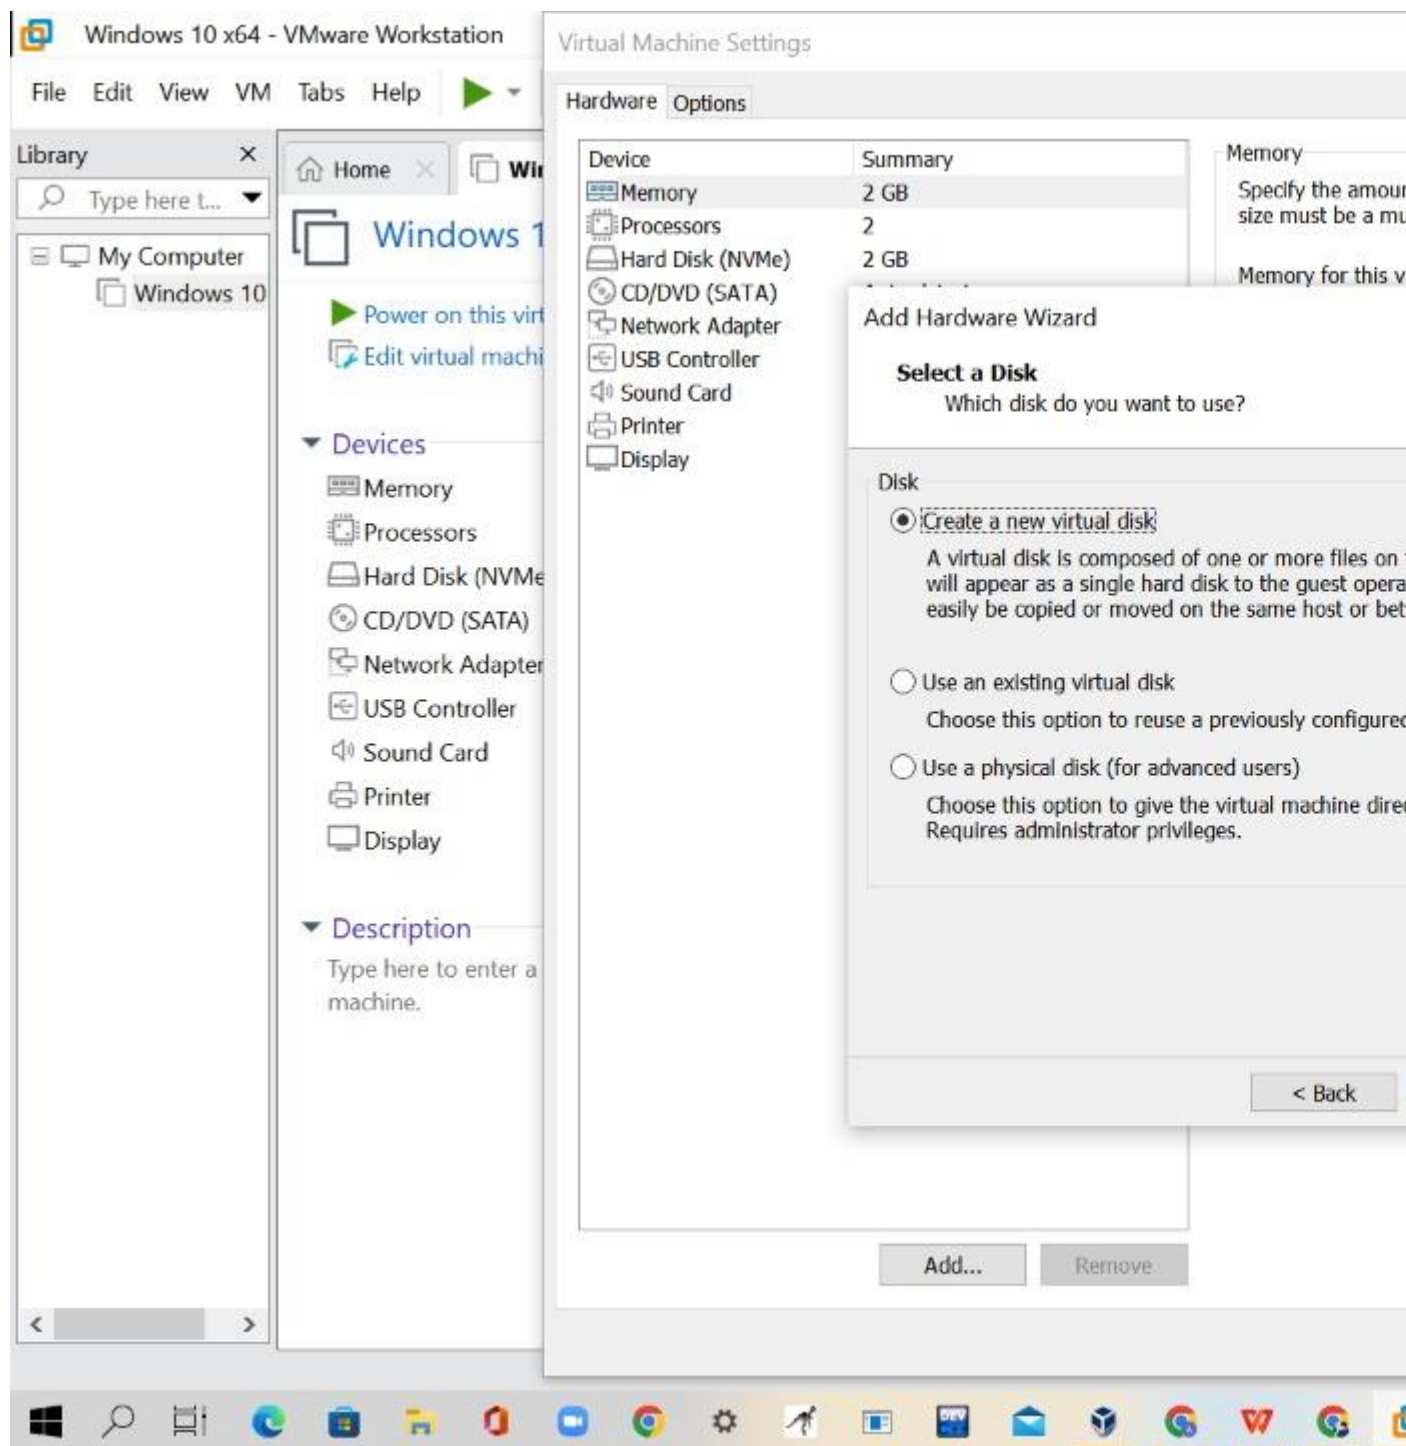 Windows 10 x64 - VMware Workstation
File Edit View VM Tabs Help
Library
Type here t...
My Computer
Windows 10
Home
Windows 1
Power on this virt
Edit virtual machi
Devices
Memory
Processors
Hard Disk (NVMe
CD/DVD (SATA)
Network Adapter
USB Controller
Sound Card
Printer
Display
Description
Type here to enter a
machine.
Virtual Machine Settings
Hardware Options
Device Summary
Memory 2 GB
Processors 2
Hard Disk (NVMe) 2 GB
CD/DVD (SATA)
Network Adapter
USB Controller
Sound Card
Printer
Display
Add... Remove
Memory
Specify the amour
size must be a mu
Memory for this v
Add Hardware Wizard
Select a Disk
Which disk do you want to use?
Disk
Create a new virtual disk
A virtual disk is composed of one or more files on
will appear as a single hard disk to the guest opera
easily be copied or moved on the same host or bet
Use an existing virtual disk
Choose this option to reuse a previously configured
Use a physical disk (for advanced users)
Choose this option to give the virtual machine direc
Requires administrator privileges.
< Back
DEV